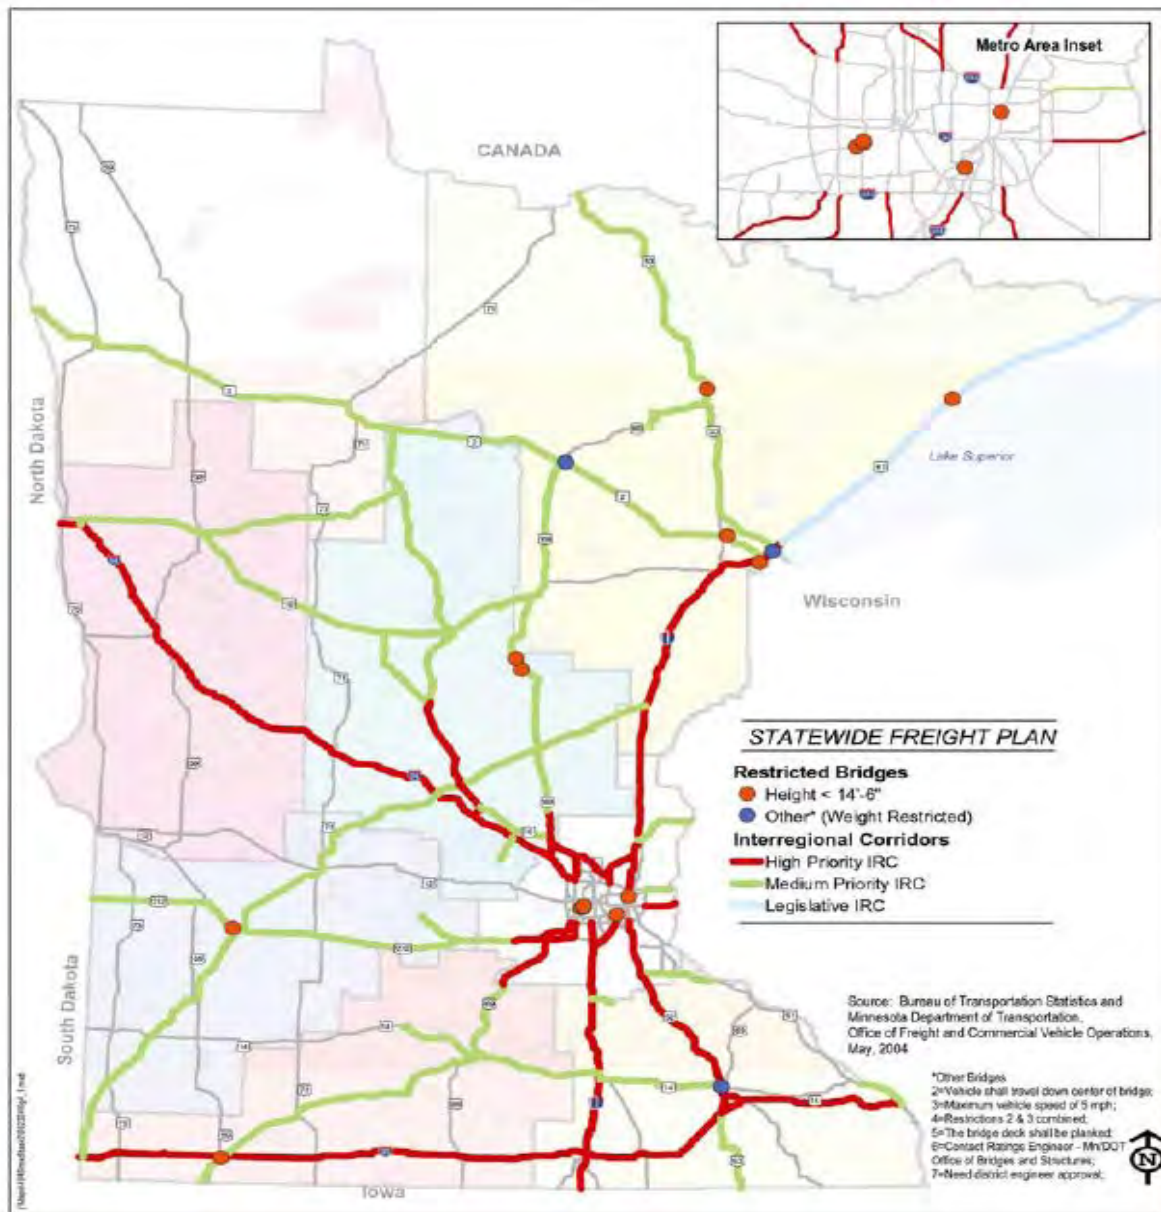 Metro Area Inset
CANADA
North Dakota
Lake Superior
Wisconsin
STATEWIDE FREIGHT PLAN
Restricted Bridges
Height < 14'-6"
Other* (Weight Restricted)
Interregional Corridors
High Priority IRC
Medium Priority IRC
Legislative IRC
South Dakota
Source: Bureau of Transportation Statistics and
Minnesota Department of Transportation,
Office of Freight and Commercial Vehicle Operations,
May, 2004
*Other Bridges
2=Vehicle shall travel down center of bridge;
3=Maximum vehicle speed of 5 mph;
4=Restrictions 2 & 3 combined;
5=The bridge deck shall be planked;
6=Contact Ratings Engineer - Mn/DOT
Office of Bridges and Structures;
7=Need district engineer approval;
N
Iowa